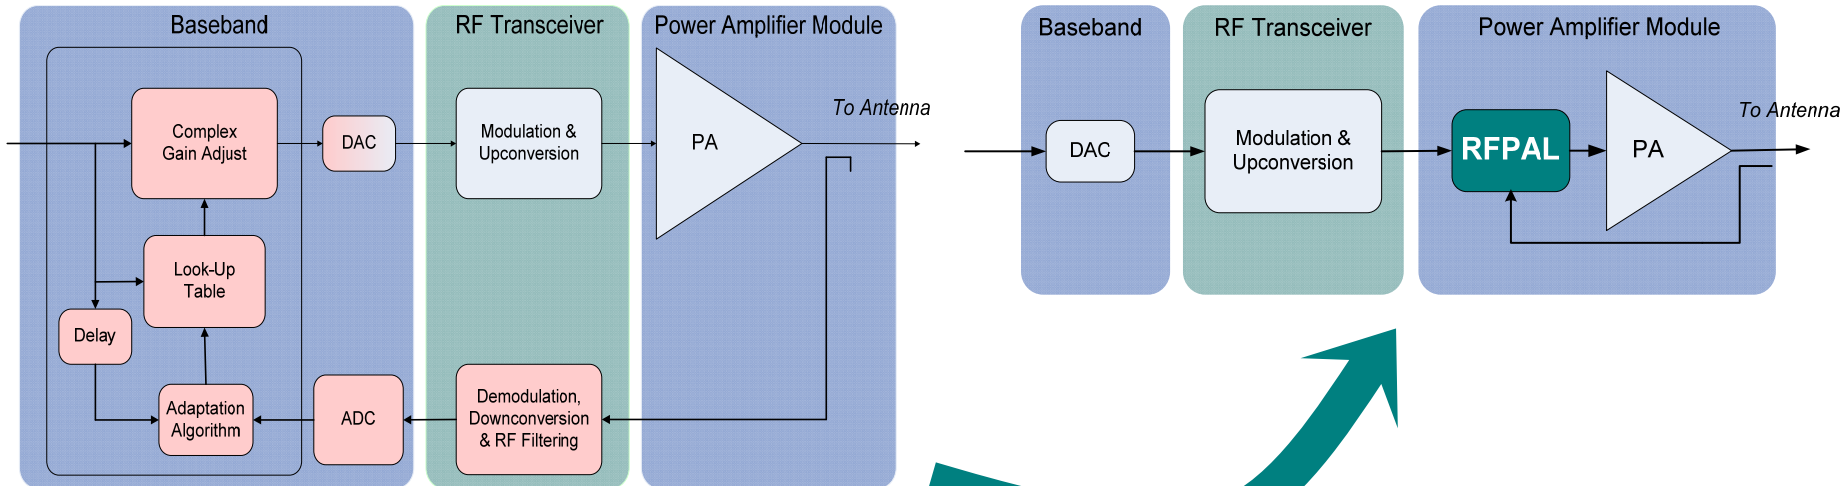 Baseband
RF Transceiver
Power Amplifier Module
Complex
Gain Adjust
DAC
Modulation &
Upconversion
PA
To Antenna
Look-Up
Table
Delay
Adaptation
Algorithm
ADC
Demodulation,
Downconversion
& RF Filtering
Baseband
RF Transceiver
Power Amplifier Module
DAC
Modulation &
Upconversion
RFPAL
PA
To Antenna